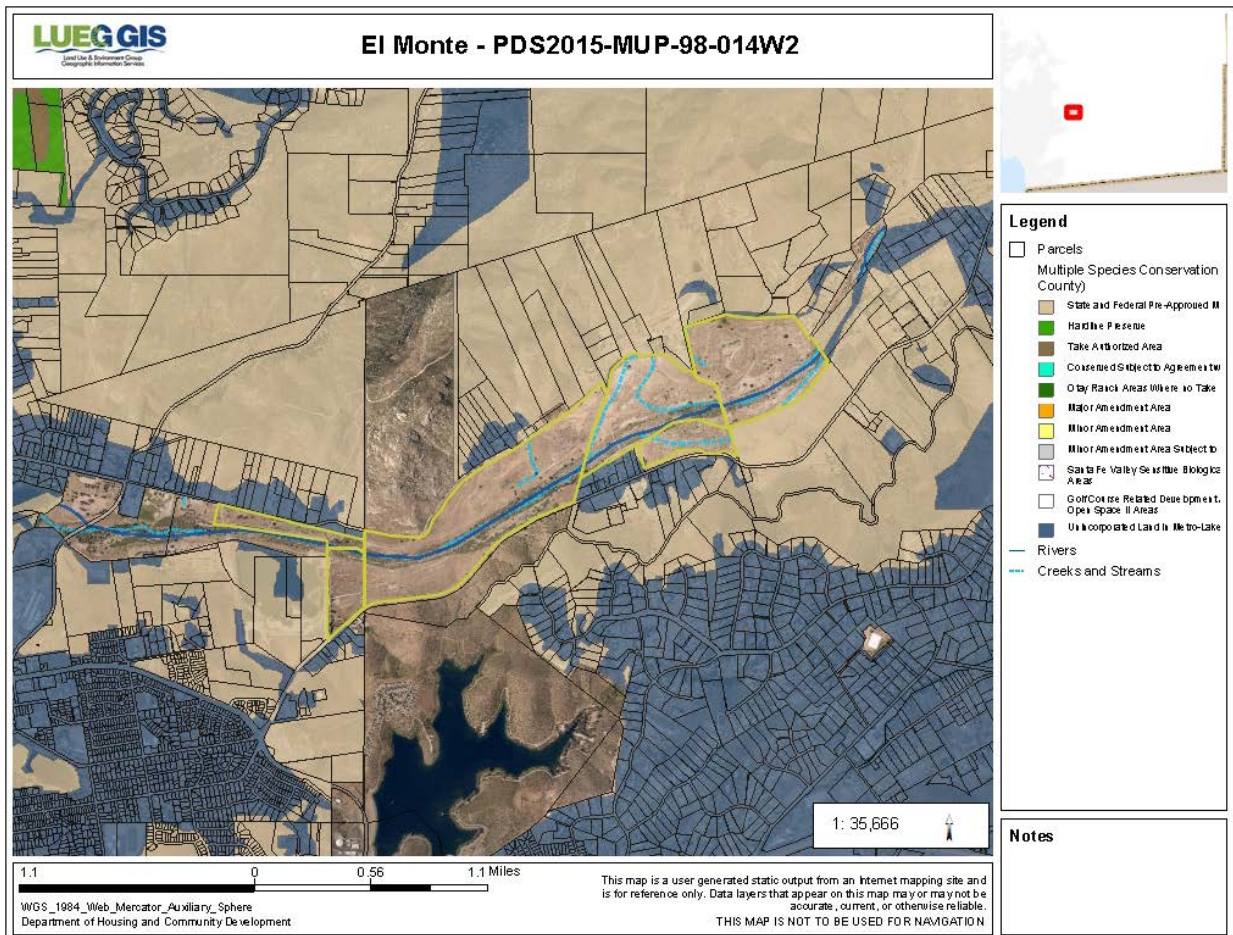 LUEG GIS
Land Use & Environment Group
Geographic Information Services
El Monte - PDS2015-MUP-98-014W2
Legend
Parcels
Multiple Species Conservation
County)
State and Federal Pre-Approved M
Hardline Preserve
Take Authorized Area
Conserved Subject to Agreement w
Otay Ranch Areas Where no Take
Major Amendment Area
Minor Amendment Area
Minor Amendment Area Subject to
Santa Fe Valley Sensitive Biologica
Areas
Golf Course Related Development.
Open Space II Areas
Unincorporated Land in Metro-Lake
Rivers
Creeks and Streams
1: 35,666
Notes
1.1 0 0.56 1.1 Miles
WGS_1984_Web_Mercator_Auxiliary_Sphere
Department of Housing and Community Development
This map is a user generated static output from an Internet mapping site and
is for reference only. Data layers that appear on this map may or may not be
accurate, current, or otherwise reliable.
THIS MAP IS NOT TO BE USED FOR NAVIGATION